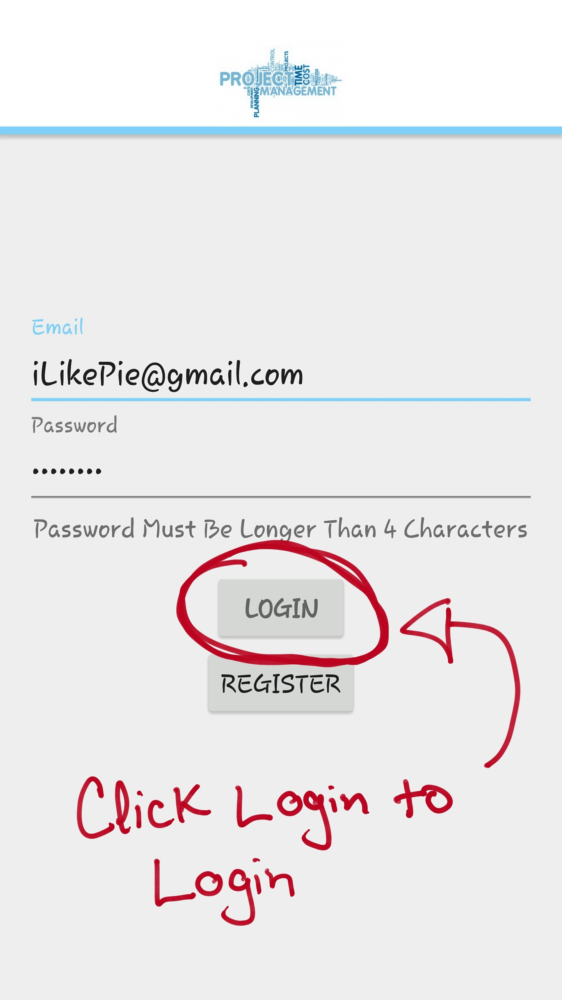 CONTROL
PROJECTS
PROJECT
TIME
COST
PROCESS
MANAGEMENT
COSTS
DEVELOPMENT
PLANNING
Email
iLikePie@gmail.com
Password
••••••••
Password Must Be Longer Than 4 Characters
LOGIN
REGISTER
Click Login to
Login